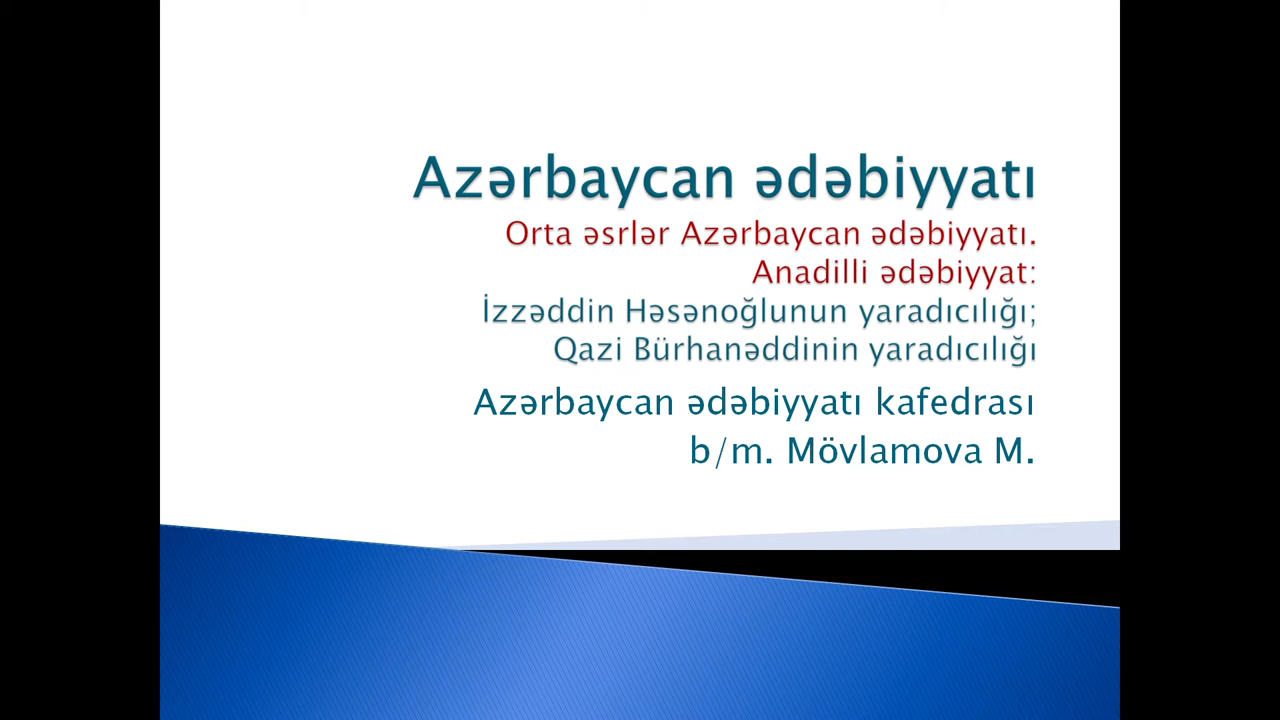 Azərbaycan ədəbiyyatı
Orta əsrlər Azərbaycan ədəbiyyatı.
Anadilli ədəbiyyat:
İzzəddin Həsənoğlunun yaradıcılığı;
Qazi Bürhanəddinin yaradıcılığı
Azərbaycan ədəbiyyatı kafedrası
b/m. Mövlamova M.